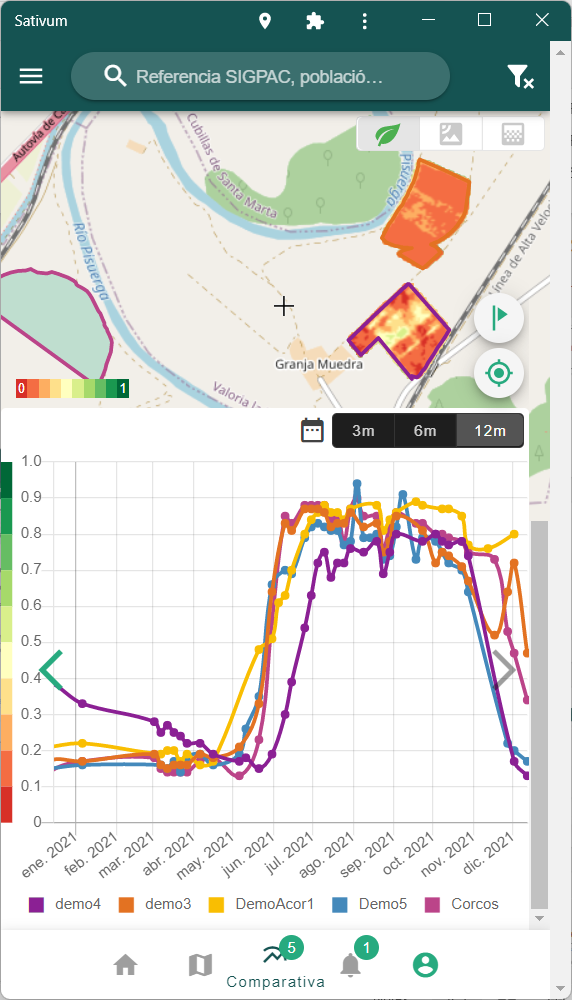 Sativum
Referencia SIGPAC, població…
Autovía de C
Cubillas de Santa Marta
Pisuerga
Río Pisuerga
Línea de Alta Velo
Granja Muedra
Valoria la
0
1
3m
6m
12m
1.0
0.9
0.8
0.7
0.6
0.5
0.4
0.3
0.2
0.1
0
ene. 2021
feb. 2021
mar. 2021
abr. 2021
may. 2021
jun. 2021
jul. 2021
ago. 2021
sep. 2021
oct. 2021
nov. 2021
dic. 2021
demo4
demo3
DemoAcor1
Demo5
Corcos
5
1
Comparativa